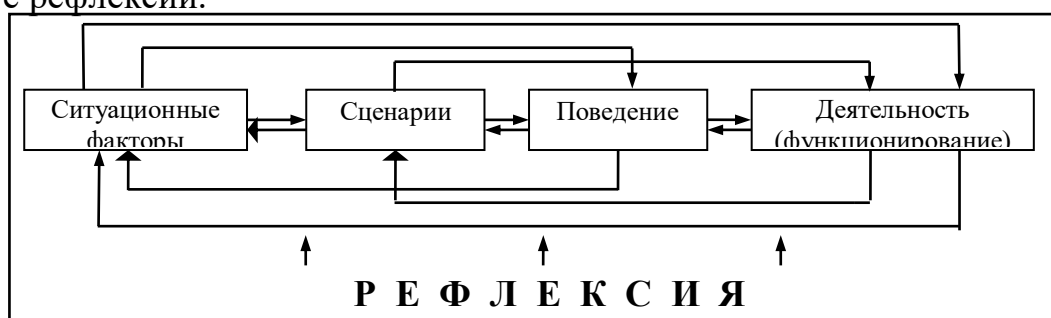 с рефлексии.
Ситуационные
факторы
Сценарии
Поведение
Деятельность
(функционирование)
Р Е Ф Л Е К С И Я